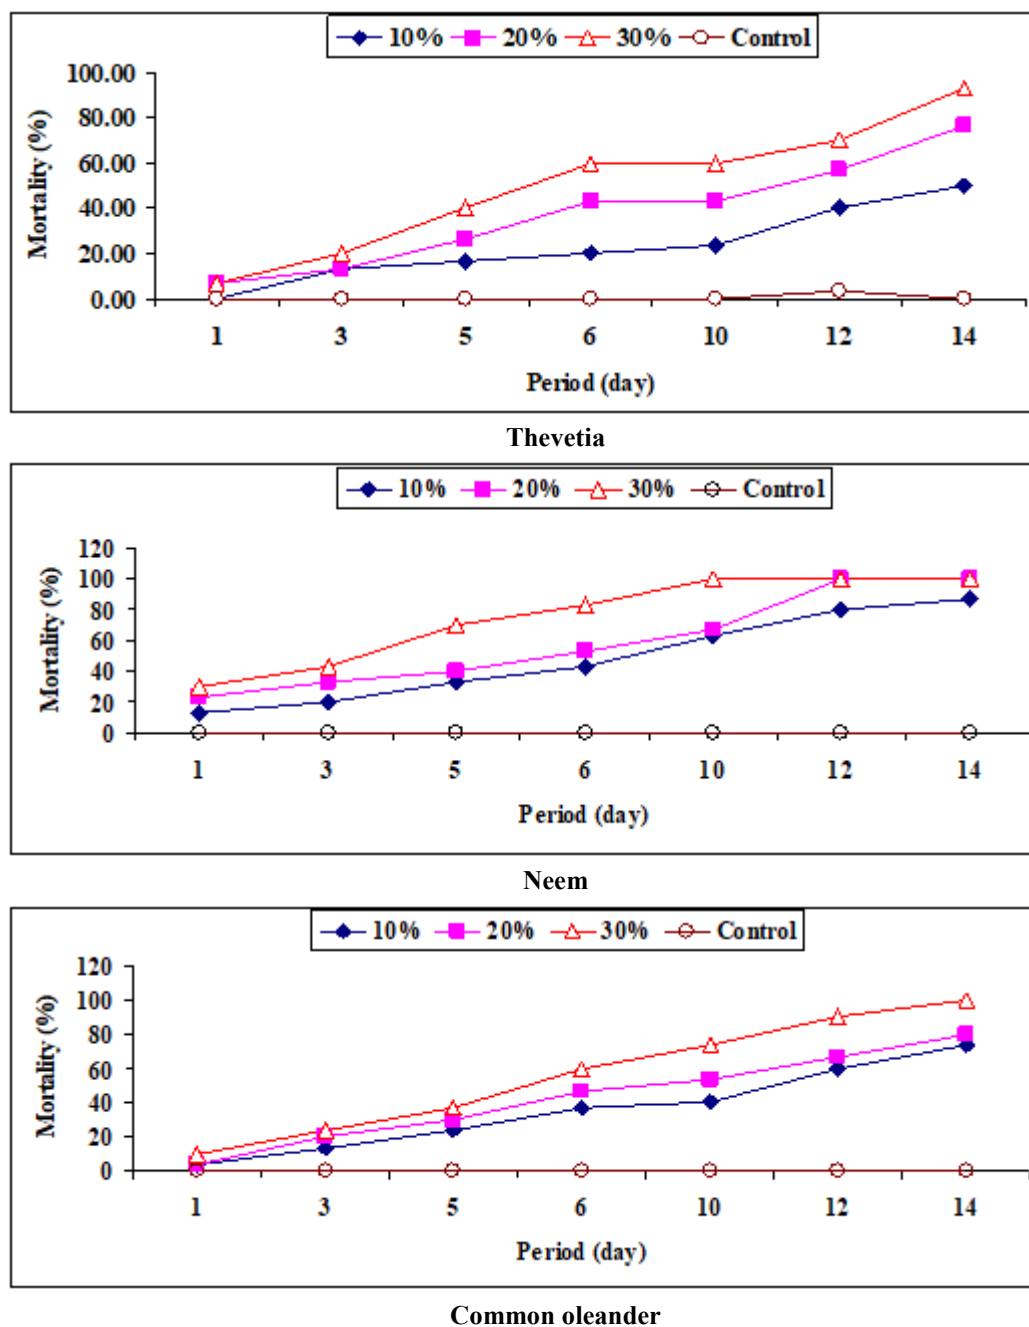 10% 20% 30% Control
100.00
80.00
60.00
40.00
20.00
0.00
Mortality (%)
1 3 5 6 10 12 14
Period (day)
Thevetia
10% 20% 30% Control
120
100
80
60
40
20
0
Mortality (%)
1 3 5 6 10 12 14
Period (day)
Neem
10% 20% 30% Control
120
100
80
60
40
20
0
Mortality (%)
1 3 5 6 10 12 14
Period (day)
Common oleander